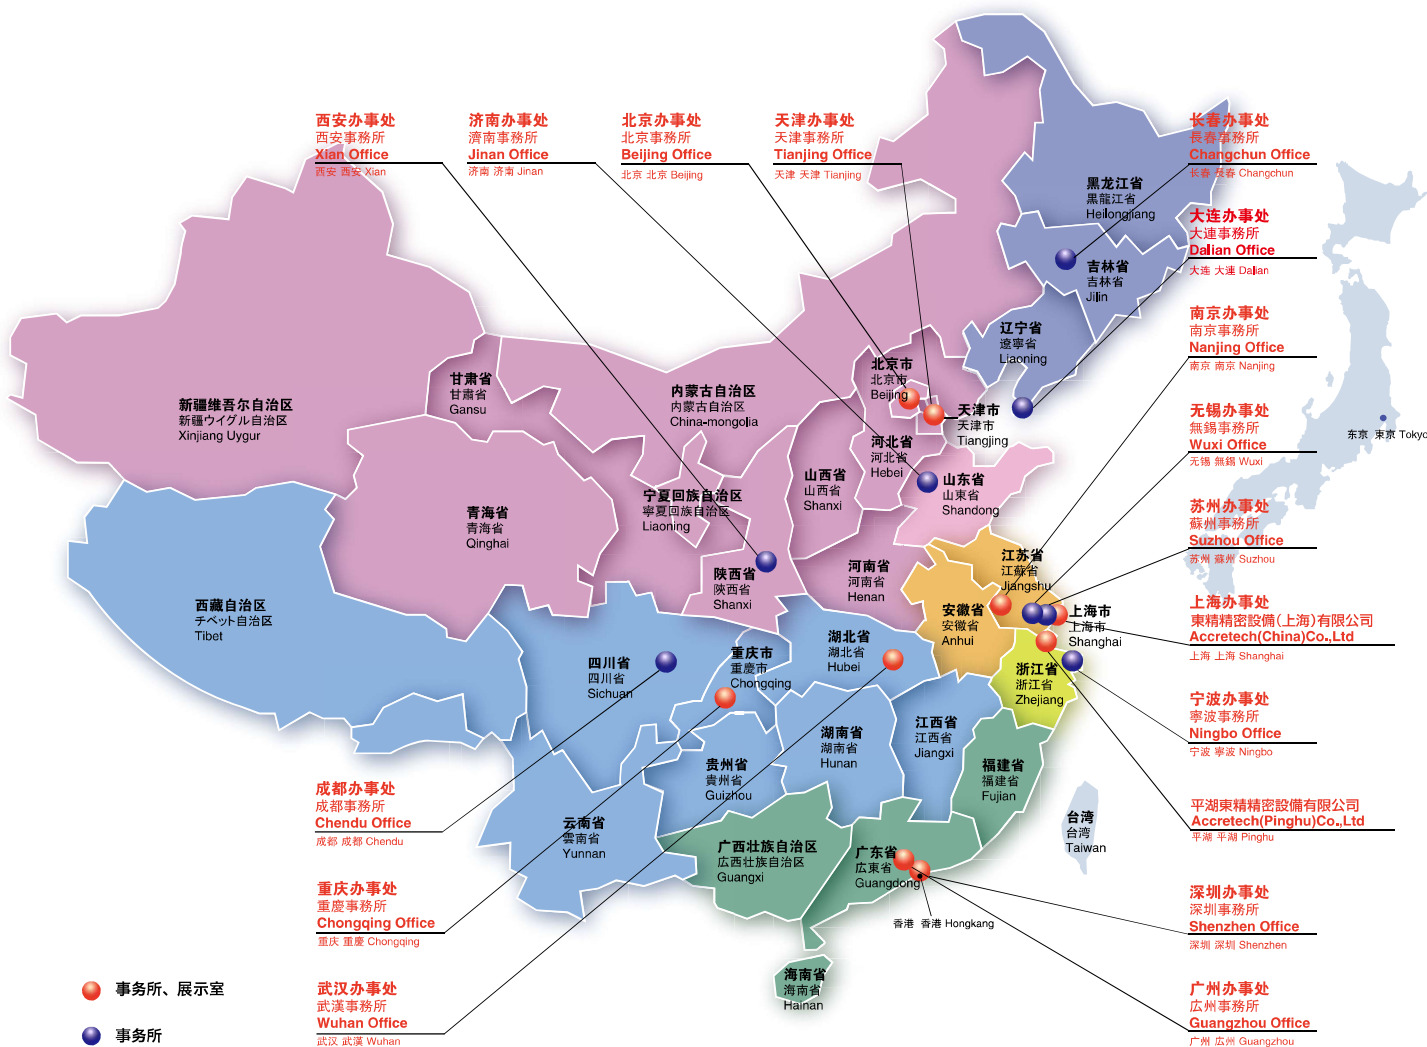 西安办事处
西安事務所
Xian Office
西安 西安 Xian
济南办事处
濟南事務所
Jinan Office
济南 济南 Jinan
北京办事处
北京事務所
Beijing Office
北京 北京 Beijing
天津办事处
天津事務所
Tianjing Office
天津 天津 Tianjing
长春办事处
長春事務所
Changchun Office
长春 長春 Changchun
大连办事处
大連事務所
Dalian Office
大连 大連 Dalian
南京办事处
南京事務所
Nanjing Office
南京 南京 Nanjing
无锡办事处
無錫事務所
Wuxi Office
无锡 無錫 Wuxi
苏州办事处
蘇州事務所
Suzhou Office
苏州 蘇州 Suzhou
上海办事处
東精精密設備(上海)有限公司
Accretech(China)Co.,Ltd
上海 上海 Shanghai
宁波办事处
寧波事務所
Ningbo Office
宁波 寧波 Ningbo
平湖東精精密設備有限公司
Accretech(Pinghu)Co.,Ltd
平湖 平湖 Pinghu
深圳办事处
深圳事務所
Shenzhen Office
深圳 深圳 Shenzhen
广州办事处
広州事務所
Guangzhou Office
广州 広州 Guangzhou
黑龙江省
黒龍江省
Heilongjiang
吉林省
吉林省
Jilin
辽宁省
遼寧省
Liaoning
北京市
北京市
Beijing
天津市
天津市
Tiangjing
河北省
河北省
Hebei
山东省
山東省
Shandong
山西省
山西省
Shanxi
内蒙古自治区
内蒙古自治区
China-mongolia
甘肃省
甘粛省
Gansu
新疆维吾尔自治区
新疆ウイグル自治区
Xinjiang Uygur
宁夏回族自治区
寧夏回族自治区
Liaoning
青海省
青海省
Qinghai
陕西省
陝西省
Shanxi
河南省
河南省
Henan
江苏省
江蘇省
Jiangshu
安徽省
安徽省
Anhui
上海市
上海市
Shanghai
西藏自治区
チベット自治区
Tibet
四川省
四川省
Sichuan
重庆市
重慶市
Chongqing
湖北省
湖北省
Hubei
浙江省
浙江省
Zhejiang
湖南省
湖南省
Hunan
江西省
江西省
Jiangxi
贵州省
貴州省
Guizhou
福建省
福建省
Fujian
云南省
雲南省
Yunnan
广西壮族自治区
広西壮族自治区
Guangxi
广东省
広東省
Guangdong
台湾
台湾
Taiwan
香港 香港 Hongkang
海南省
海南省
Hainan
东京 東京 Tokyo
成都办事处
成都事務所
Chendu Office
成都 成都 Chendu
重庆办事处
重慶事務所
Chongqing Office
重庆 重慶 Chongqing
武汉办事处
武漢事務所
Wuhan Office
武汉 武漢 Wuhan
事务所、展示室
事务所